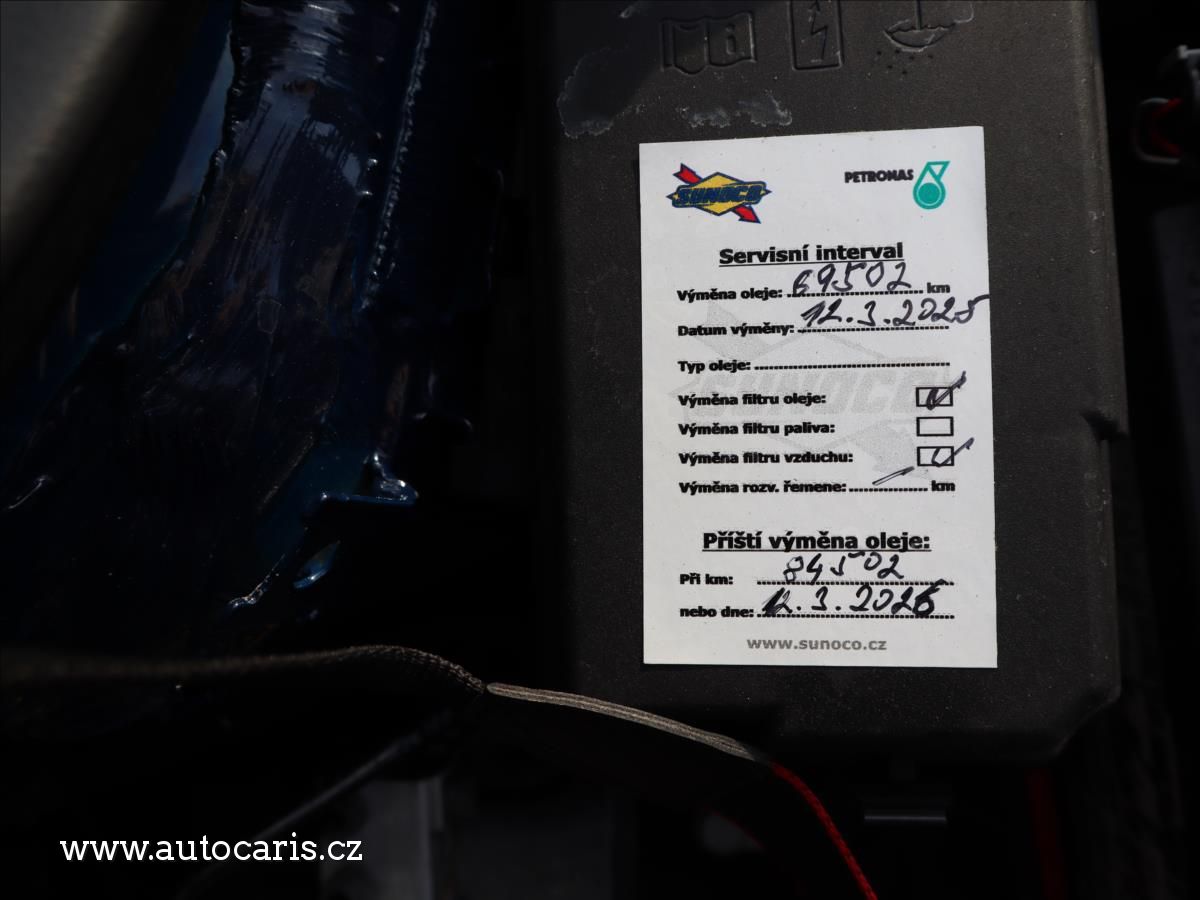 SUNOCO
PETRONAS
Servisní interval
Výměna oleje: 69502 km
Datum výměny: 12.3.2025
Typ oleje:
Výměna filtru oleje:
Výměna filtru paliva:
Výměna filtru vzduchu:
Výměna rozv. řemene: km
Příští výměna oleje:
Při km: 84502
nebo dne: 12.3.2026
www.sunoco.cz
www.autocaris.cz